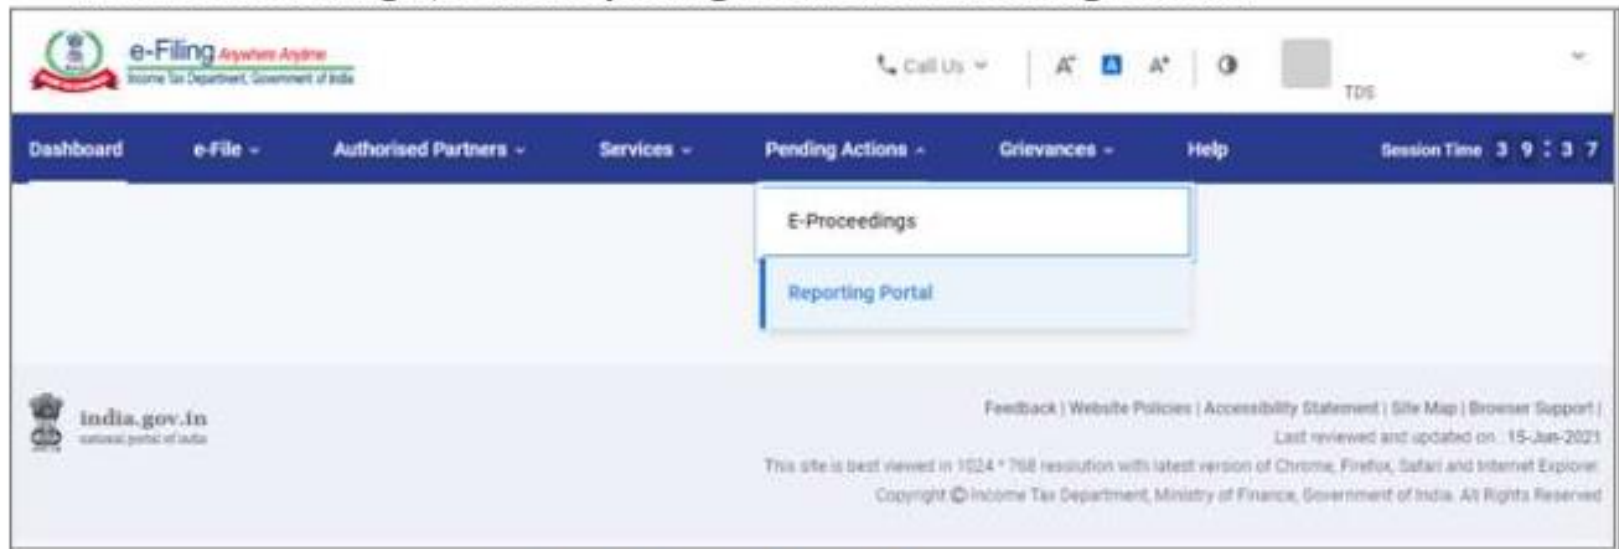 e-Filing Anywhere Anytime
Income Tax Department, Government of India
Call Us
A- A A+
TDS
Dashboard e-File Authorised Partners Services Pending Actions Grievances Help Session Time 3 9 : 3 7
E-Proceedings
Reporting Portal
india.gov.in
national portal of india
Feedback | Website Policies | Accessibility Statement | Site Map | Browser Support |
Last reviewed and updated on : 15-Jun-2021
This site is best viewed in 1024 * 768 resolution with latest version of Chrome, Firefox, Safari and Internet Explorer.
Copyright © Income Tax Department, Ministry of Finance, Government of India. All Rights Reserved